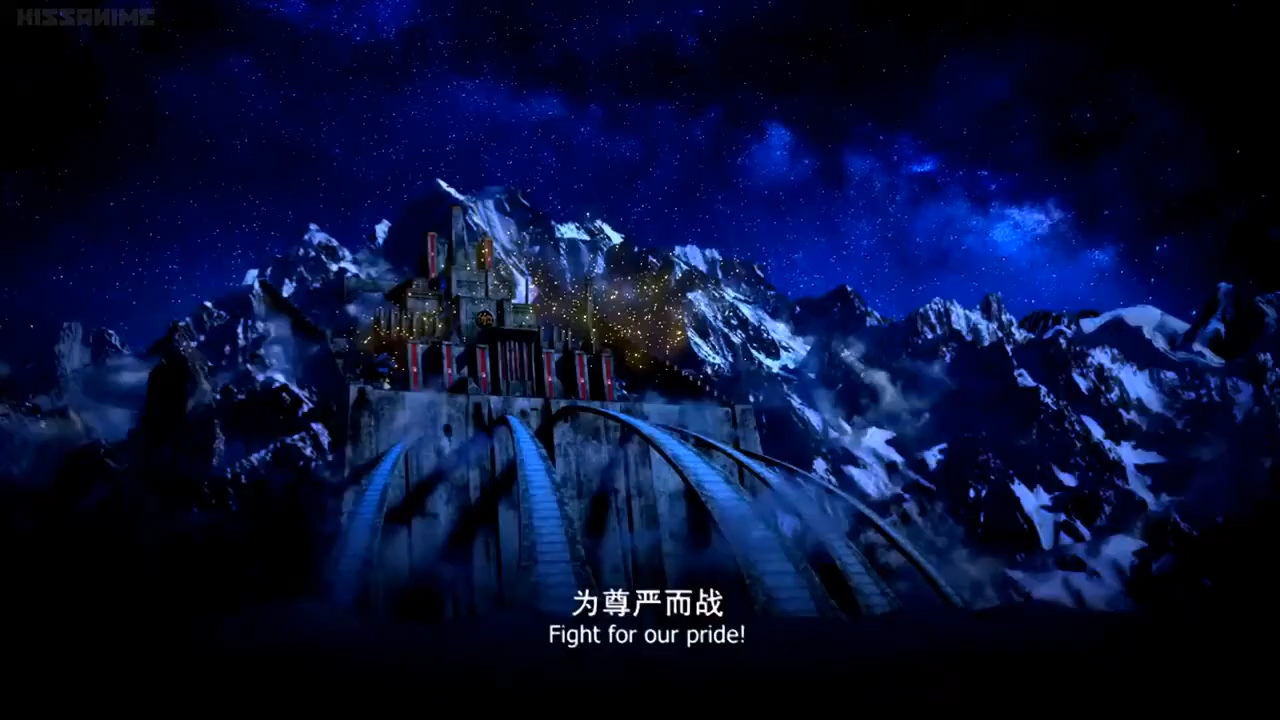 KISSANIME
为尊严而战
Fight for our pride!